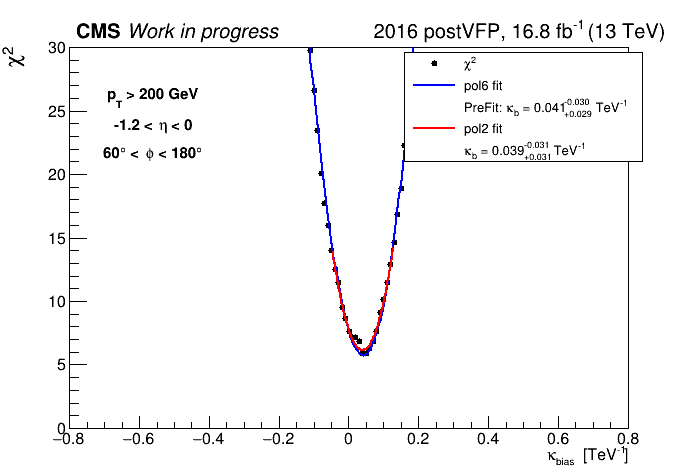 CMS Work in progress 2016 postVFP, 16.8 fb⁻¹ (13 TeV)
χ²
30
25
20
15
10
5
0
p_T > 200 GeV
-1.2 < η < 0
60° < ϕ < 180°
χ²
pol6 fit
PreFit: κ_b = 0.041 -0.030 +0.029 TeV⁻¹
pol2 fit
κ_b = 0.039 -0.031 +0.031 TeV⁻¹
−0.8 −0.6 −0.4 −0.2 0 0.2 0.4 0.6 0.8
κ_bias [TeV⁻¹]